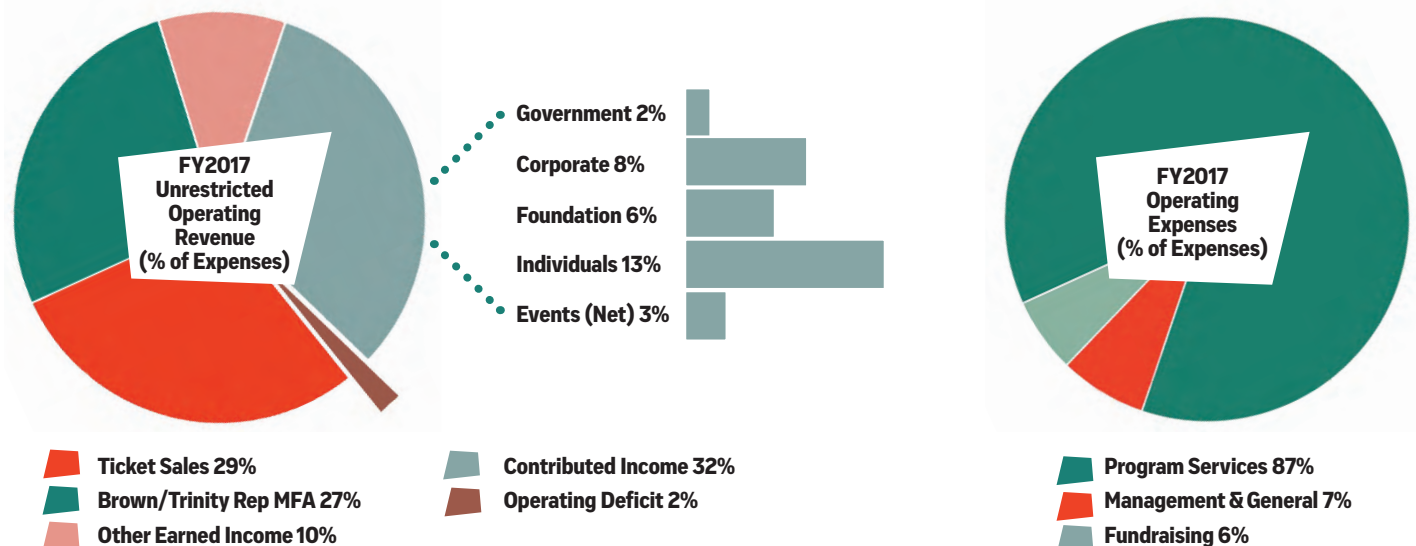 FY2017
Unrestricted
Operating
Revenue
(% of Expenses)
Government 2%
Corporate 8%
Foundation 6%
Individuals 13%
Events (Net) 3%
Ticket Sales 29%
Brown/Trinity Rep MFA 27%
Other Earned Income 10%
Contributed Income 32%
Operating Deficit 2%
FY2017
Operating
Expenses
(% of Expenses)
Program Services 87%
Management & General 7%
Fundraising 6%